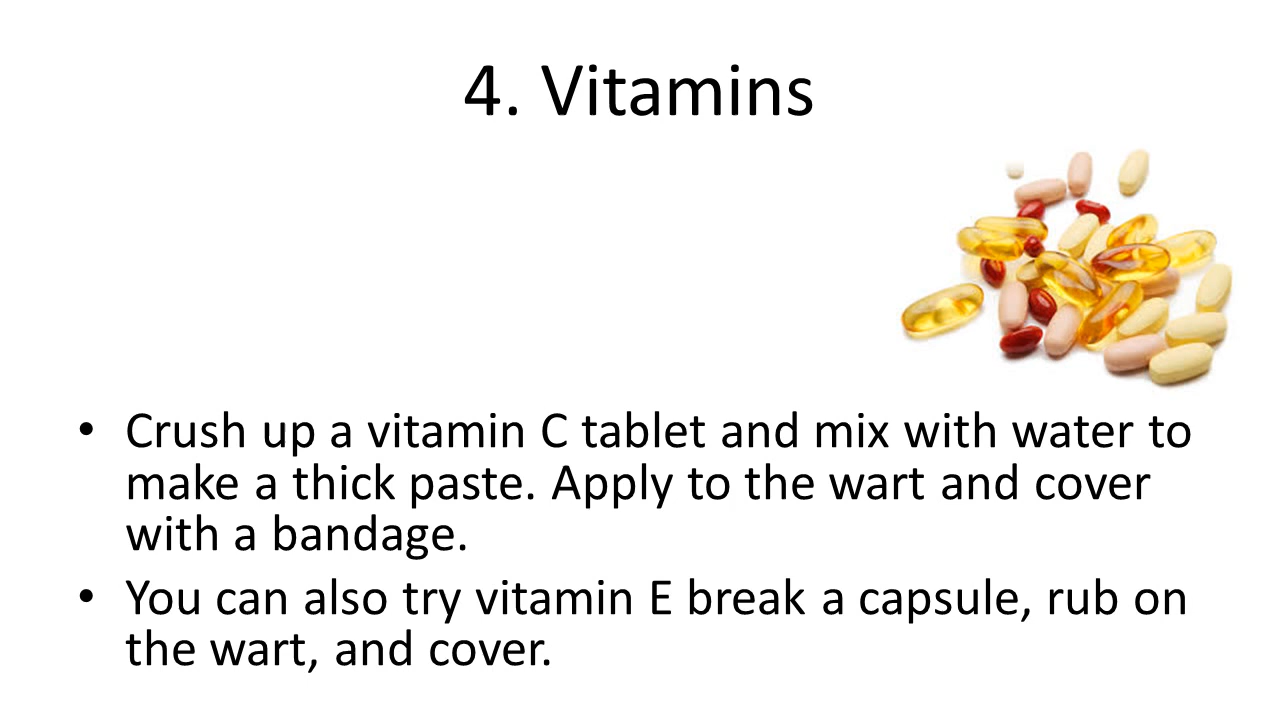 4. Vitamins
• Crush up a vitamin C tablet and mix with water to
make a thick paste. Apply to the wart and cover
with a bandage.
• You can also try vitamin E break a capsule, rub on
the wart, and cover.